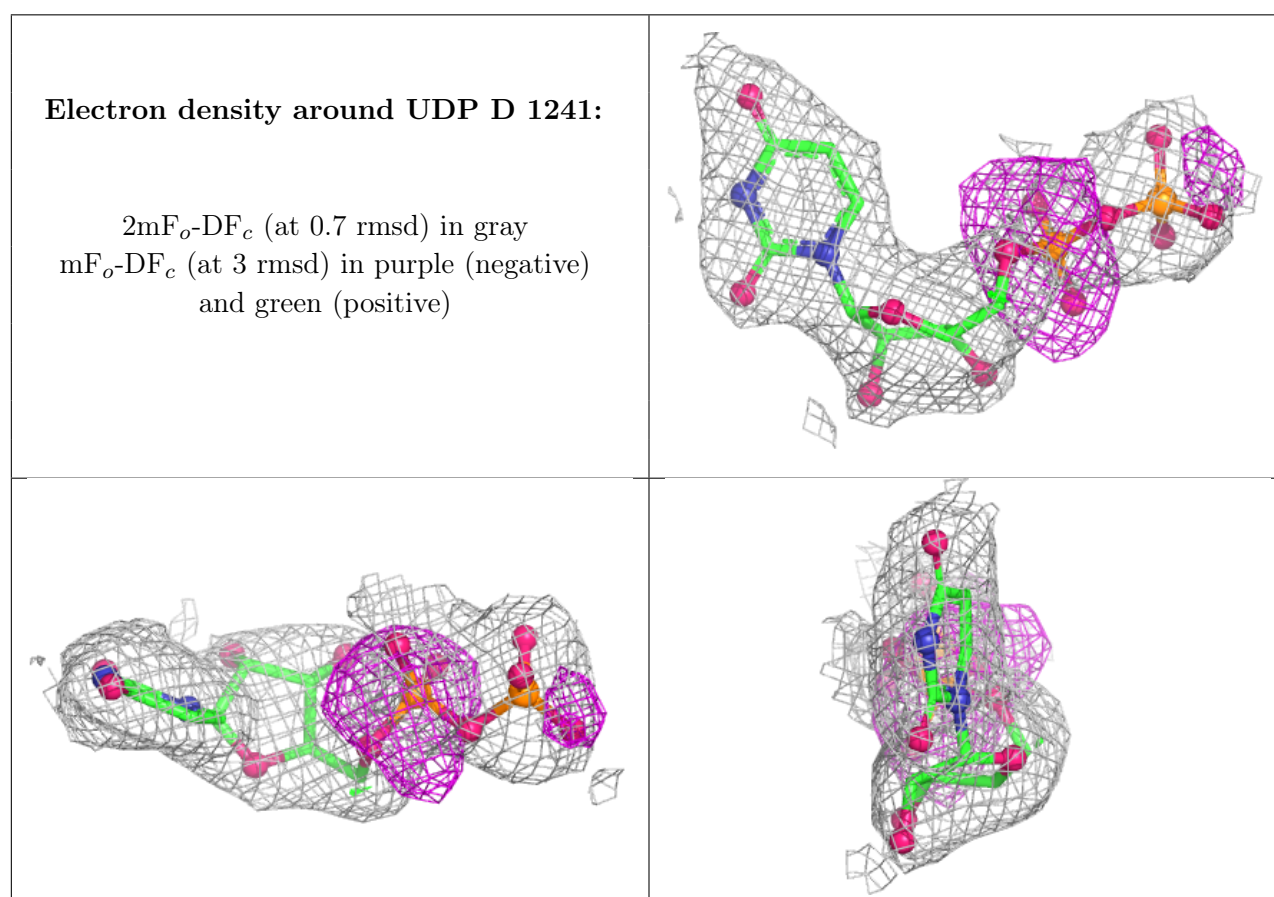 Electron density around UDP D 1241:
2mFo-DFc (at 0.7 rmsd) in gray
mFo-DFc (at 3 rmsd) in purple (negative)
and green (positive)